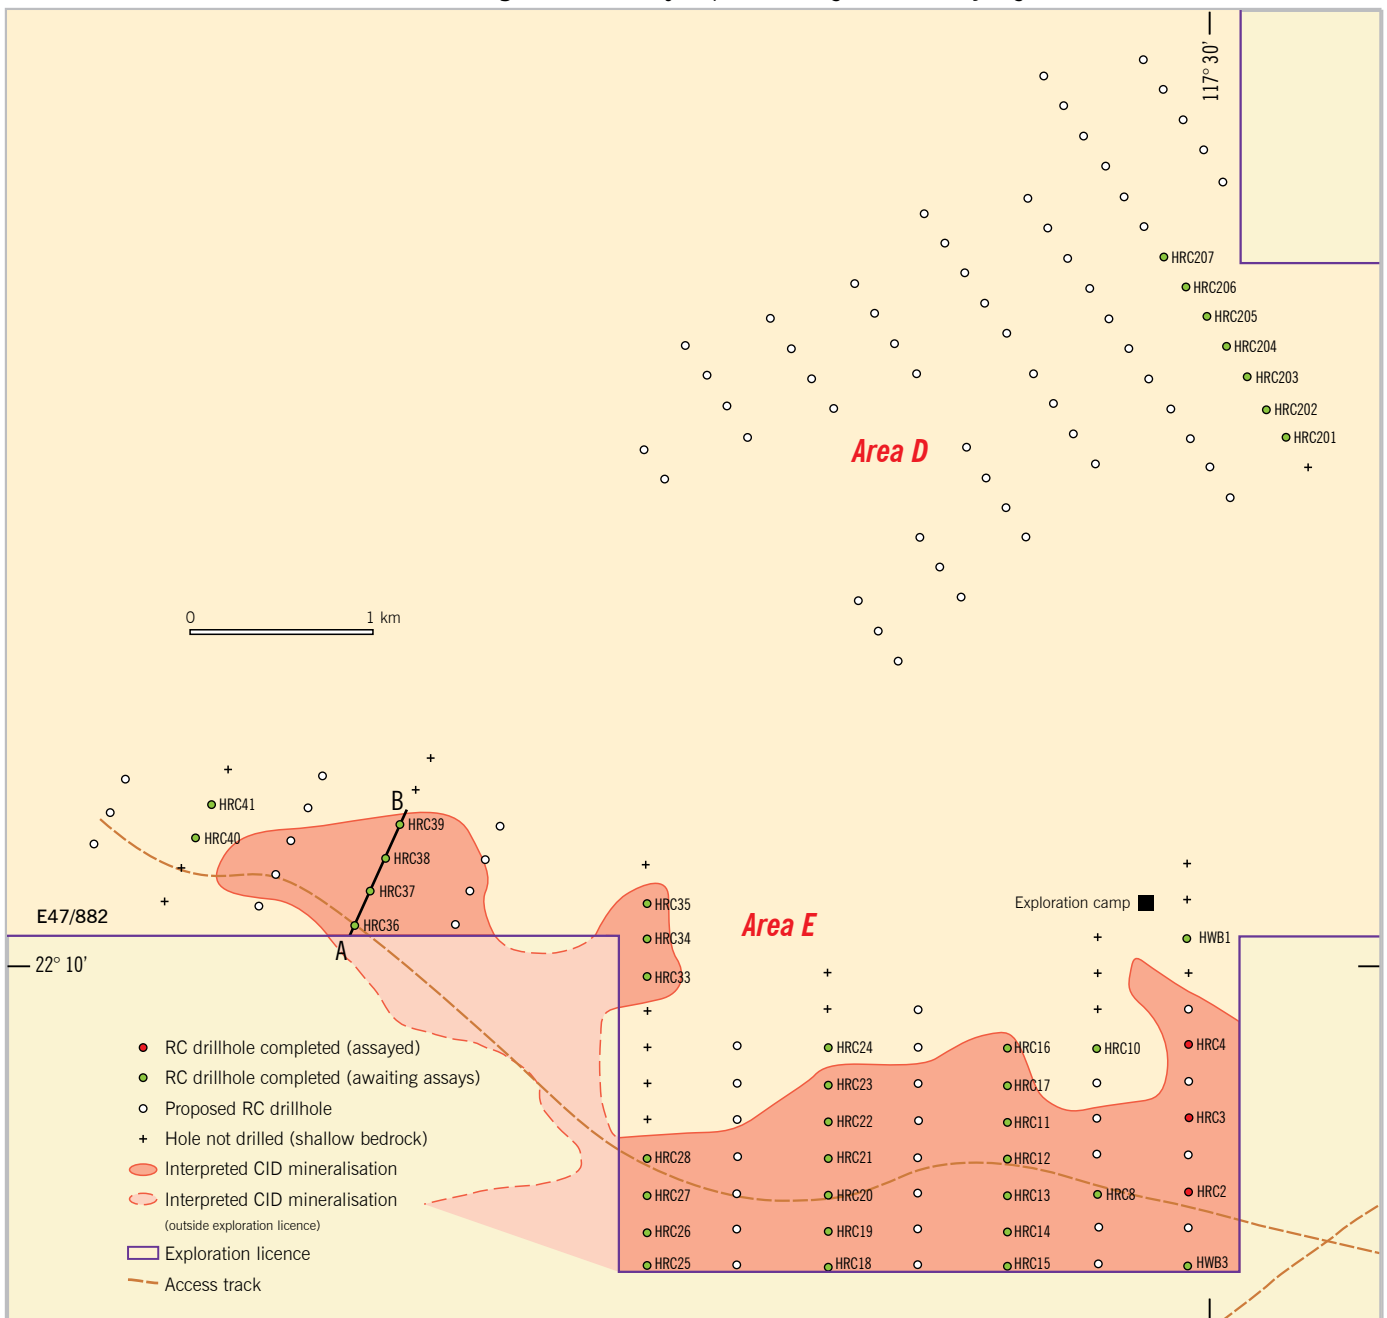 117° 30'
HRC207
HRC206
HRC205
HRC204
HRC203
HRC202
HRC201
Area D
0 1 km
B
HRC41
HRC39
HRC40
HRC38
HRC37
HRC36
A
E47/882
22° 10'
HRC35
HRC34
HRC33
Area E
Exploration camp
HWB1
HRC24
HRC16
HRC10
HRC4
HRC23
HRC17
HRC22
HRC11
HRC3
HRC28
HRC21
HRC12
HRC27
HRC20
HRC13
HRC8
HRC2
HRC26
HRC19
HRC14
HRC25
HRC18
HRC15
HWB3
RC drillhole completed (assayed)
RC drillhole completed (awaiting assays)
Proposed RC drillhole
Hole not drilled (shallow bedrock)
Interpreted CID mineralisation
Interpreted CID mineralisation
(outside exploration licence)
Exploration licence
Access track